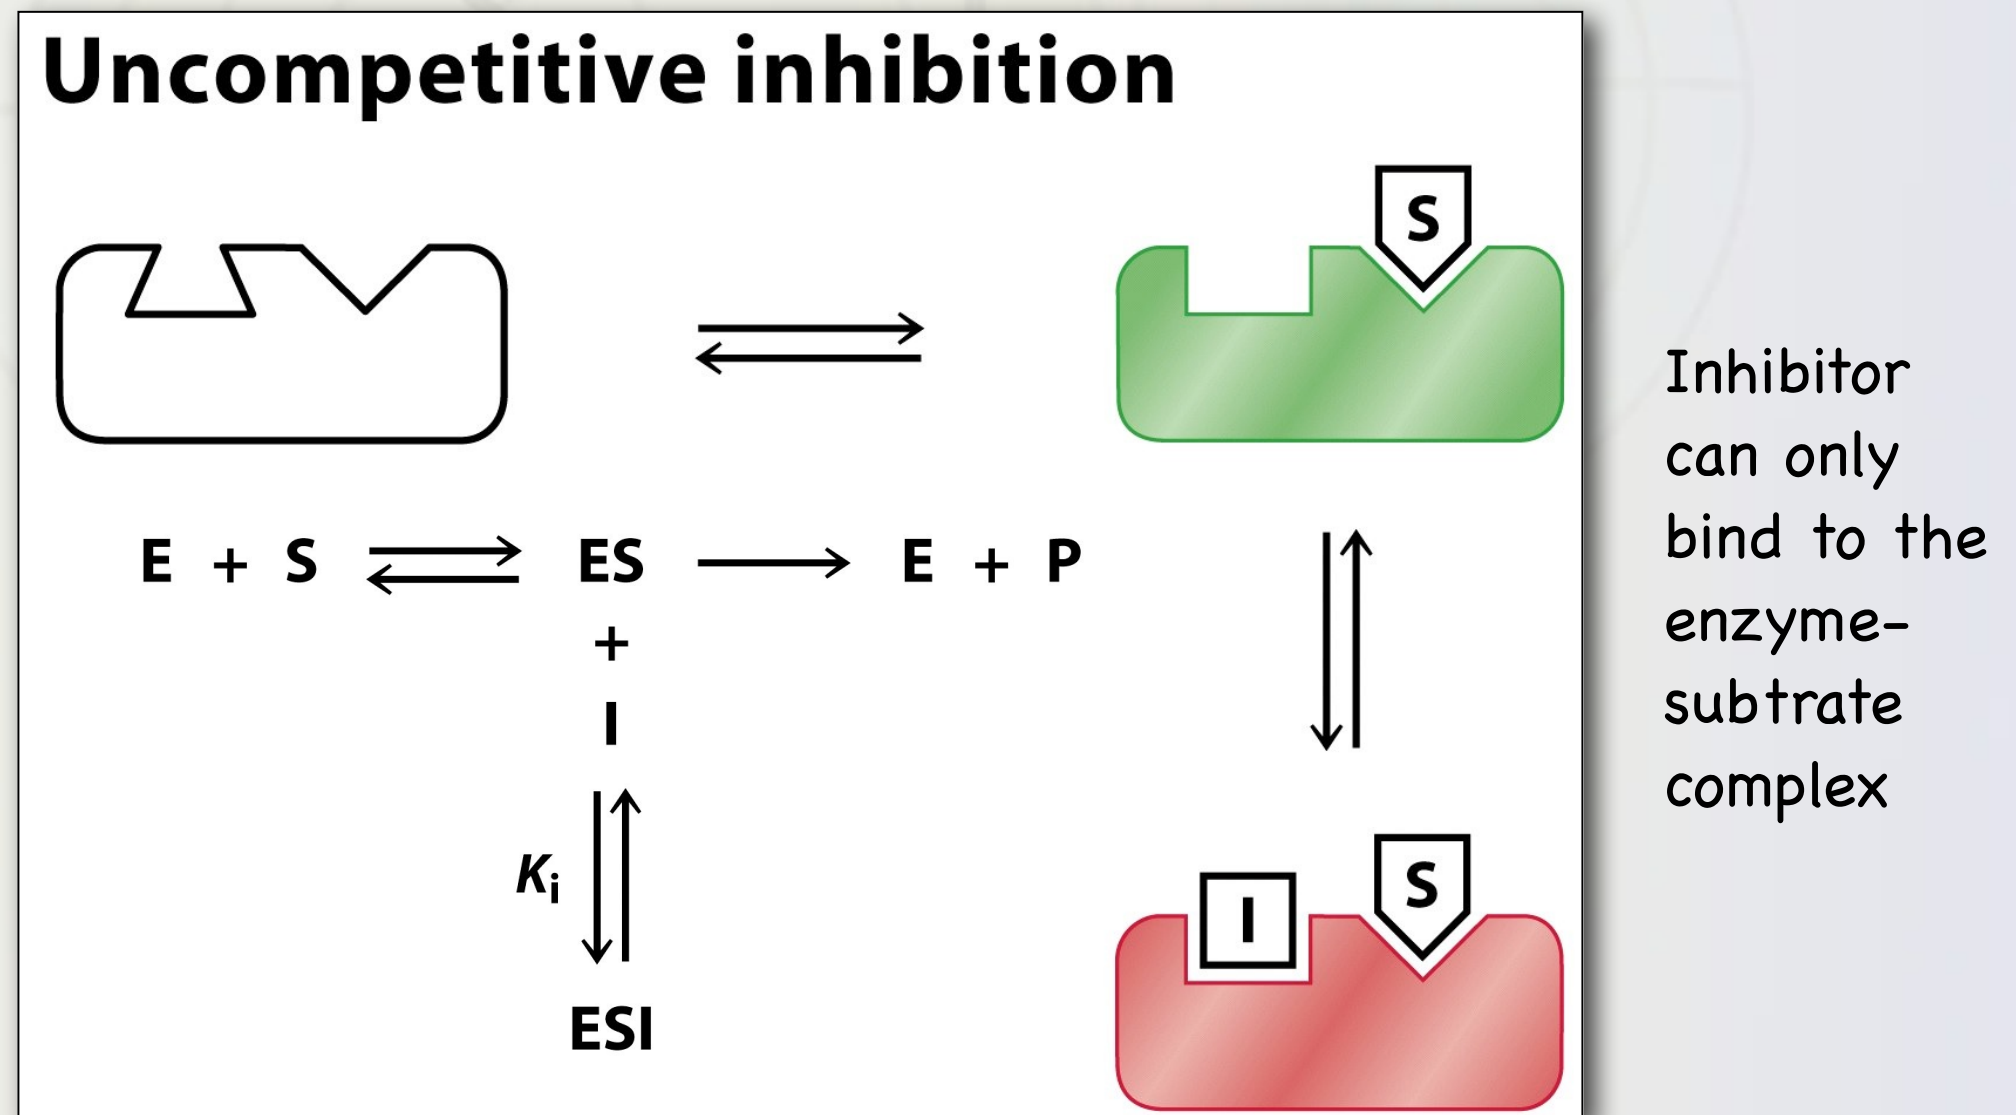 Uncompetitive inhibition
S
E + S ⇌ ES → E + P
+
I
Ki
ESI
I S
Inhibitor
can only
bind to the
enzyme-
subtrate
complex